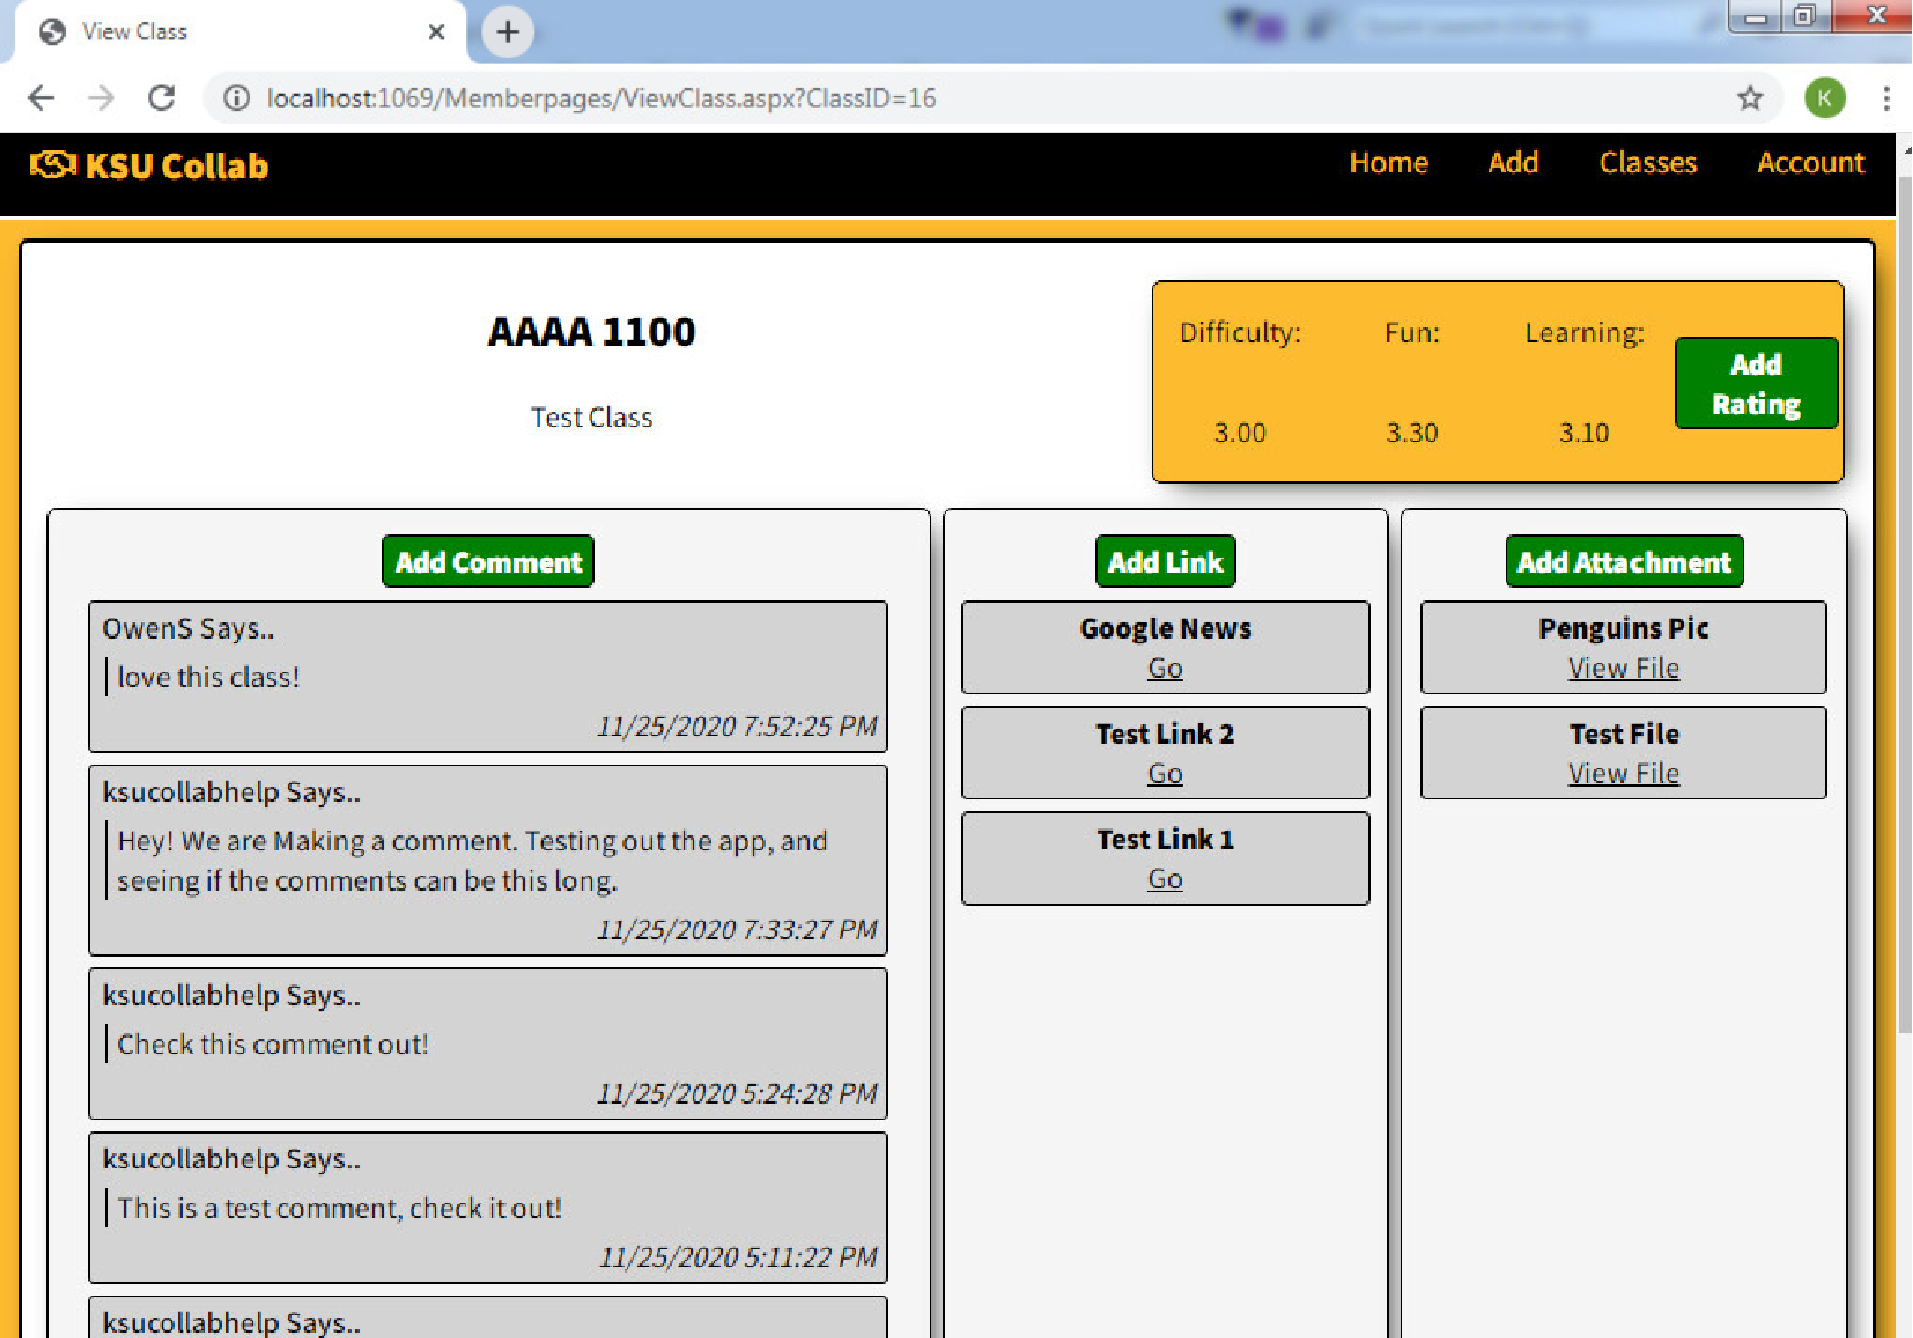 View Class
localhost:1069/Memberpages/ViewClass.aspx?ClassID=16
K
KSU Collab
Home Add Classes Account
AAAA 1100
Test Class
Difficulty: Fun: Learning:
3.00 3.30 3.10
Add
Rating
Add Comment
OwenS Says..
love this class!
11/25/2020 7:52:25 PM
ksucollabhelp Says..
Hey! We are Making a comment. Testing out the app, and
seeing if the comments can be this long.
11/25/2020 7:33:27 PM
ksucollabhelp Says..
Check this comment out!
11/25/2020 5:24:28 PM
ksucollabhelp Says..
This is a test comment, check it out!
11/25/2020 5:11:22 PM
ksucollabhelp Says..
Add Link
Google News
Go
Test Link 2
Go
Test Link 1
Go
Add Attachment
Penguins Pic
View File
Test File
View File